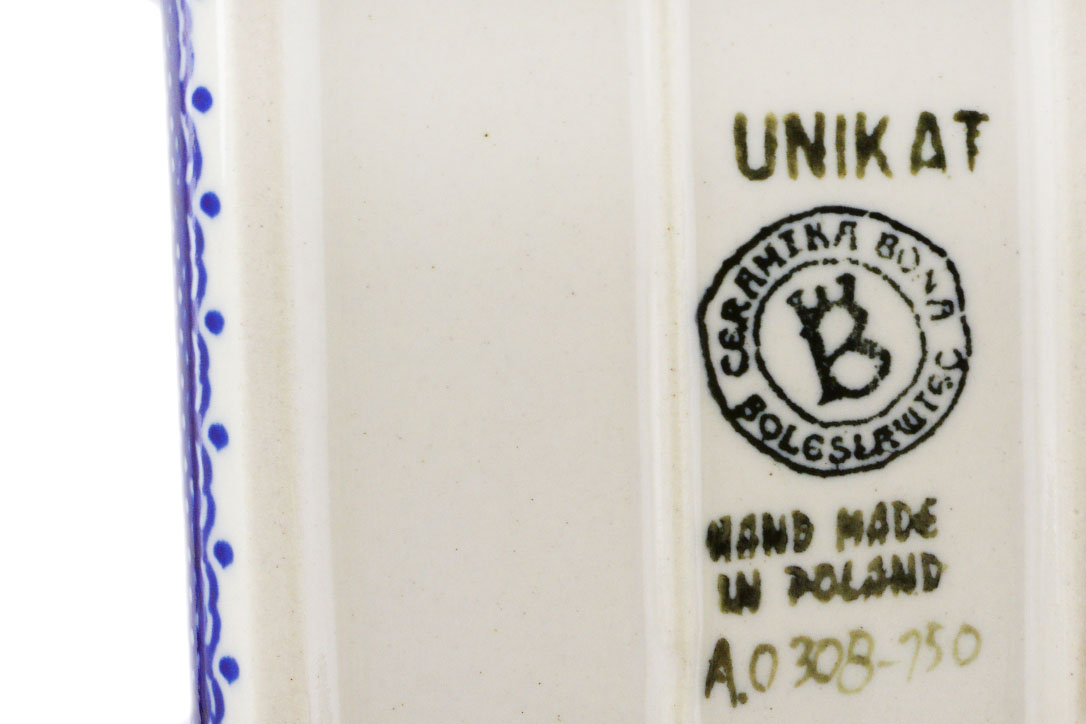 UNIKAT
CERAMIKA BONA
BOLESŁAWIEC
B
HAND MADE
IN POLAND
A.0308-750